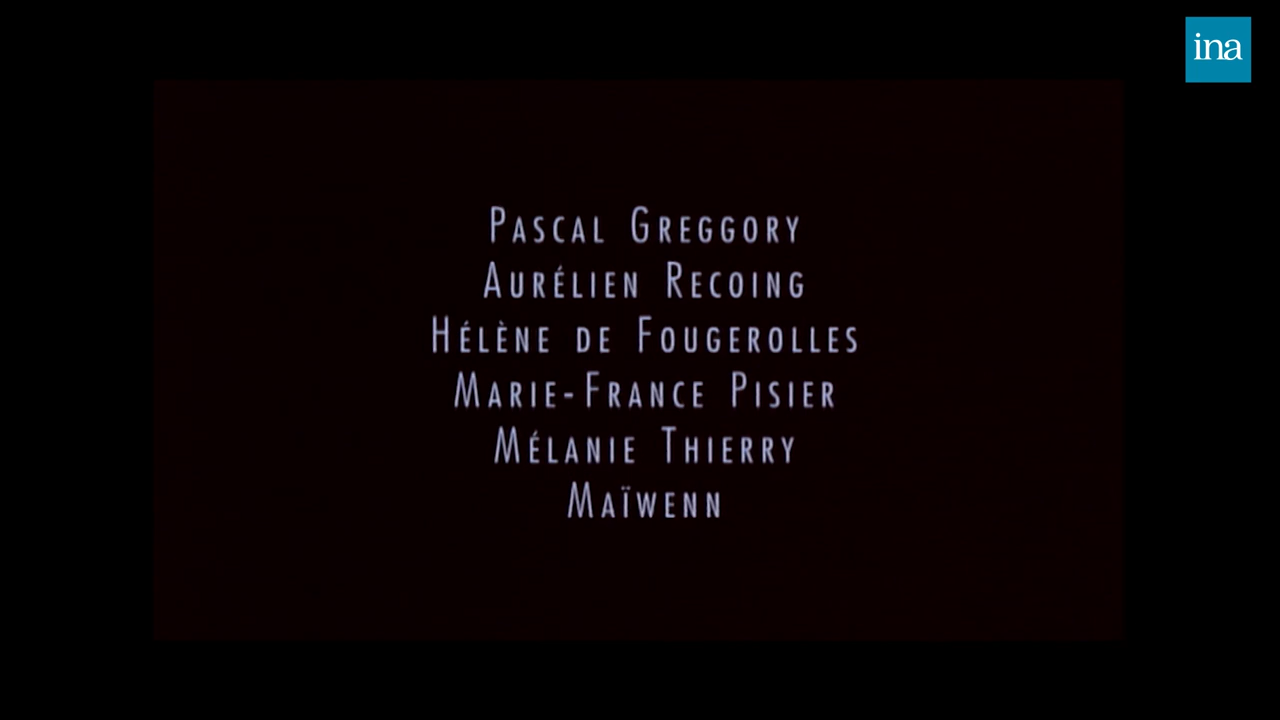 ina
Pascal Greggory
Aurélien Recoing
Hélène de Fougerolles
Marie-France Pisier
Mélanie Thierry
Maïwenn